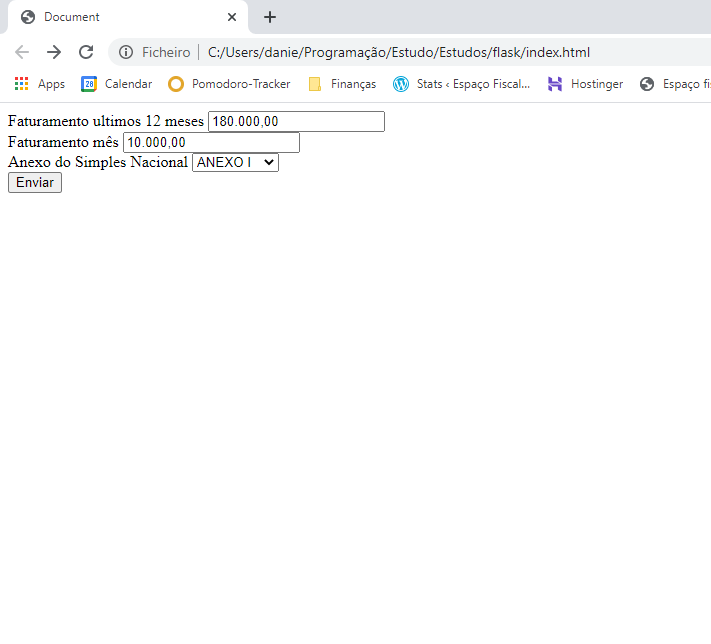 Document
Ficheiro | C:/Users/danie/Programação/Estudo/Estudos/flask/index.html
Apps Calendar Pomodoro-Tracker Finanças Stats ‹ Espaço Fiscal... Hostinger Espaço fi
Faturamento ultimos 12 meses 180.000,00
Faturamento mês 10.000,00
Anexo do Simples Nacional ANEXO I
Enviar